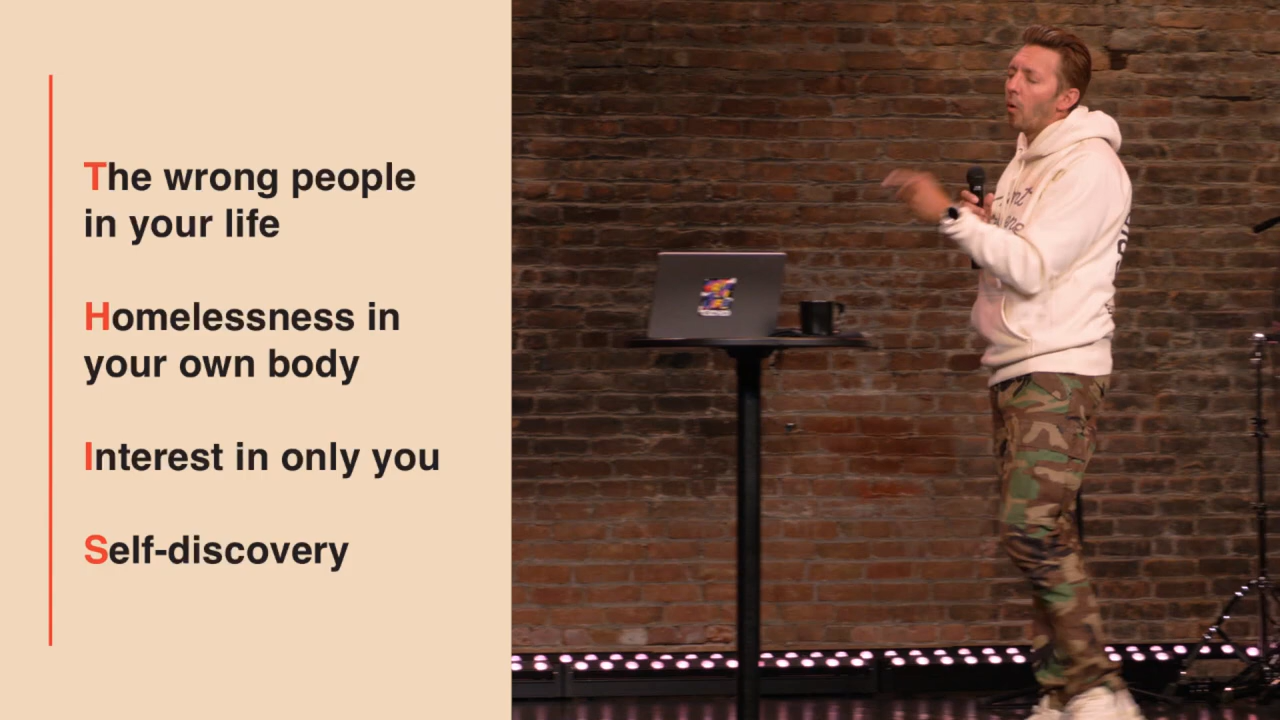 The wrong people
in your life
Homelessness in
your own body
Interest in only you
Self-discovery